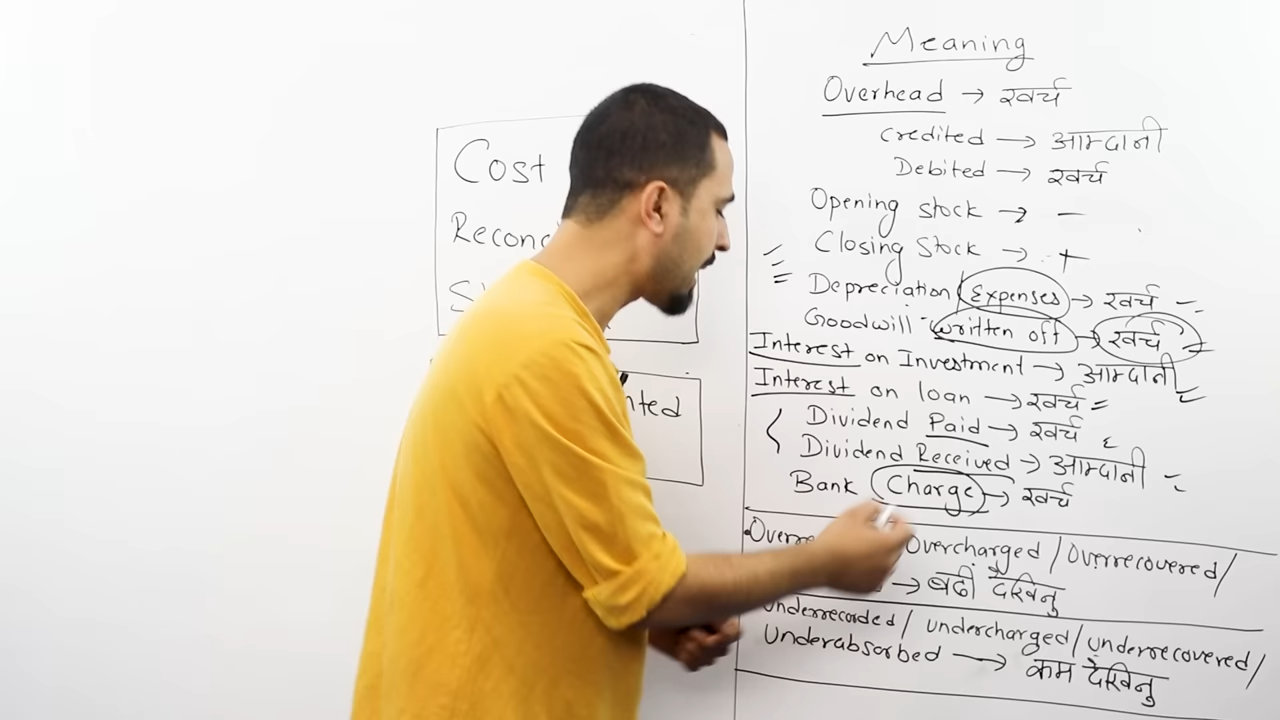 Cost
Recon
nted
Meaning
Overhead → खर्च
Credited → आम्दानी
Debited → खर्च
Opening stock → -
Closing stock → +
Depreciation Expenses → खर्च
Goodwill written off → खर्च
Interest on Investment → आम्दानी
Interest on loan → खर्च
Dividend Paid → खर्च
Dividend Received → आम्दानी
Bank Charge → खर्च
Overcharged / Overrecovered /
→ बढी देखिनु
Underrecorded / undercharged / underrecovered /
Underabsorbed → काम देखिनु